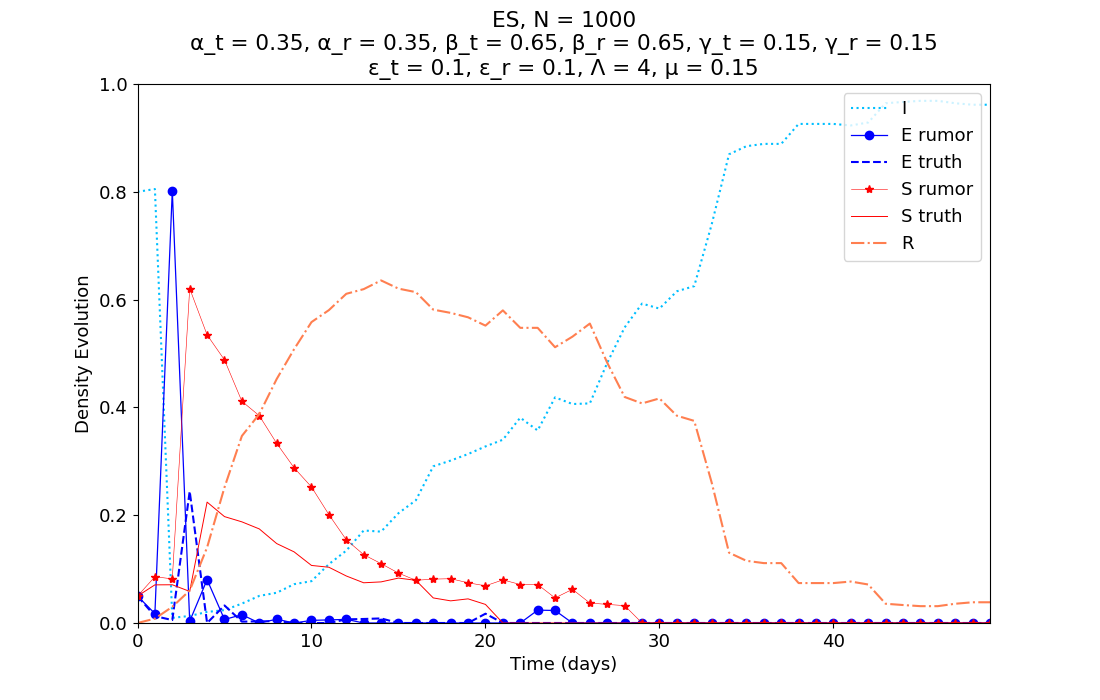 ES, N = 1000
α_t = 0.35, α_r = 0.35, β_t = 0.65, β_r = 0.65, γ_t = 0.15, γ_r = 0.15
ε_t = 0.1, ε_r = 0.1, Λ = 4, μ = 0.15
1.0
0.8
0.6
0.4
0.2
0.0
Density Evolution
I
E rumor
E truth
S rumor
S truth
R
0
10
20
30
40
Time (days)